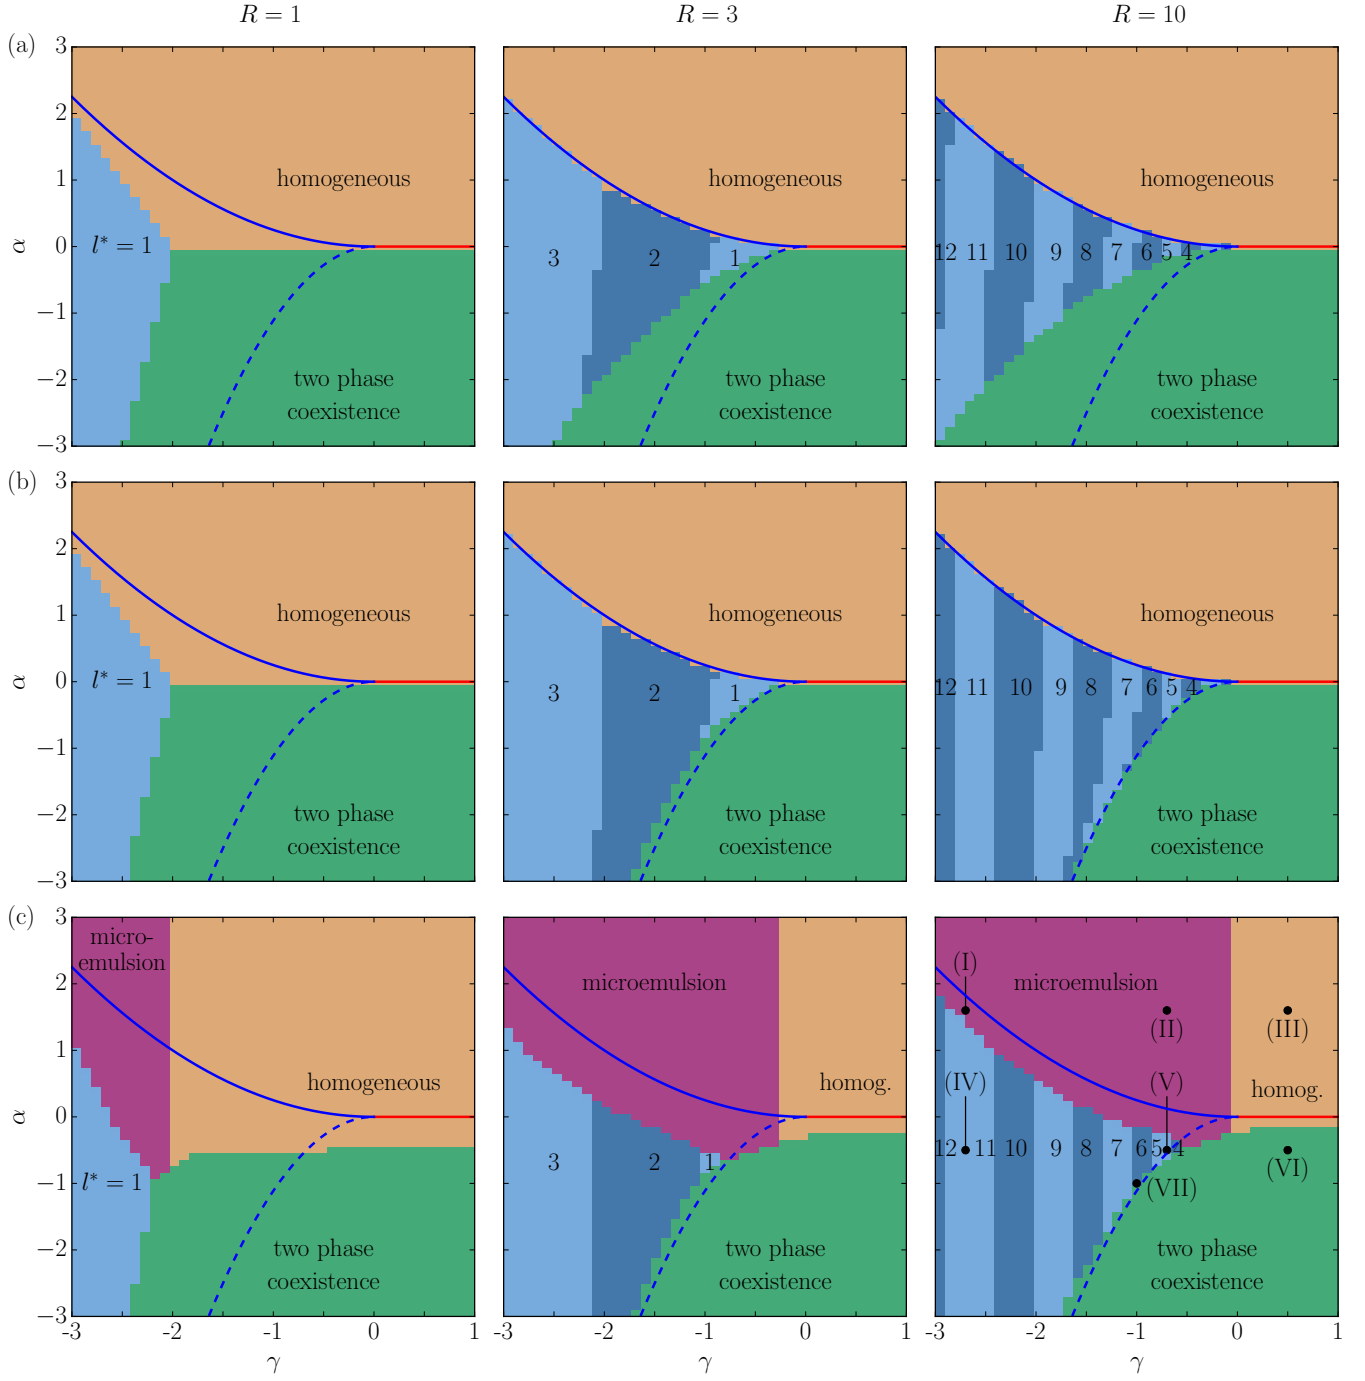 R = 1
R = 3
R = 10
(a)
3
2
1
0
−1
−2
−3
α
homogeneous
l* = 1
two phase
coexistence
homogeneous
3
2
1
two phase
coexistence
homogeneous
12
11
10
9
8
7
6
5
4
two phase
coexistence
(b)
3
2
1
0
−1
−2
−3
α
homogeneous
l* = 1
two phase
coexistence
homogeneous
3
2
1
two phase
coexistence
homogeneous
12
11
10
9
8
7
6
5
4
two phase
coexistence
(c)
3
2
1
0
−1
−2
−3
α
micro-
emulsion
homogeneous
l* = 1
two phase
coexistence
-3
-2
-1
0
1
γ
microemulsion
homog.
3
2
1
two phase
coexistence
-3
-2
-1
0
1
γ
(I)
microemulsion
(II)
(III)
(IV)
(V)
homog.
12
11
10
9
8
7
6
5
4
(VI)
(VII)
two phase
coexistence
-3
-2
-1
0
1
γ